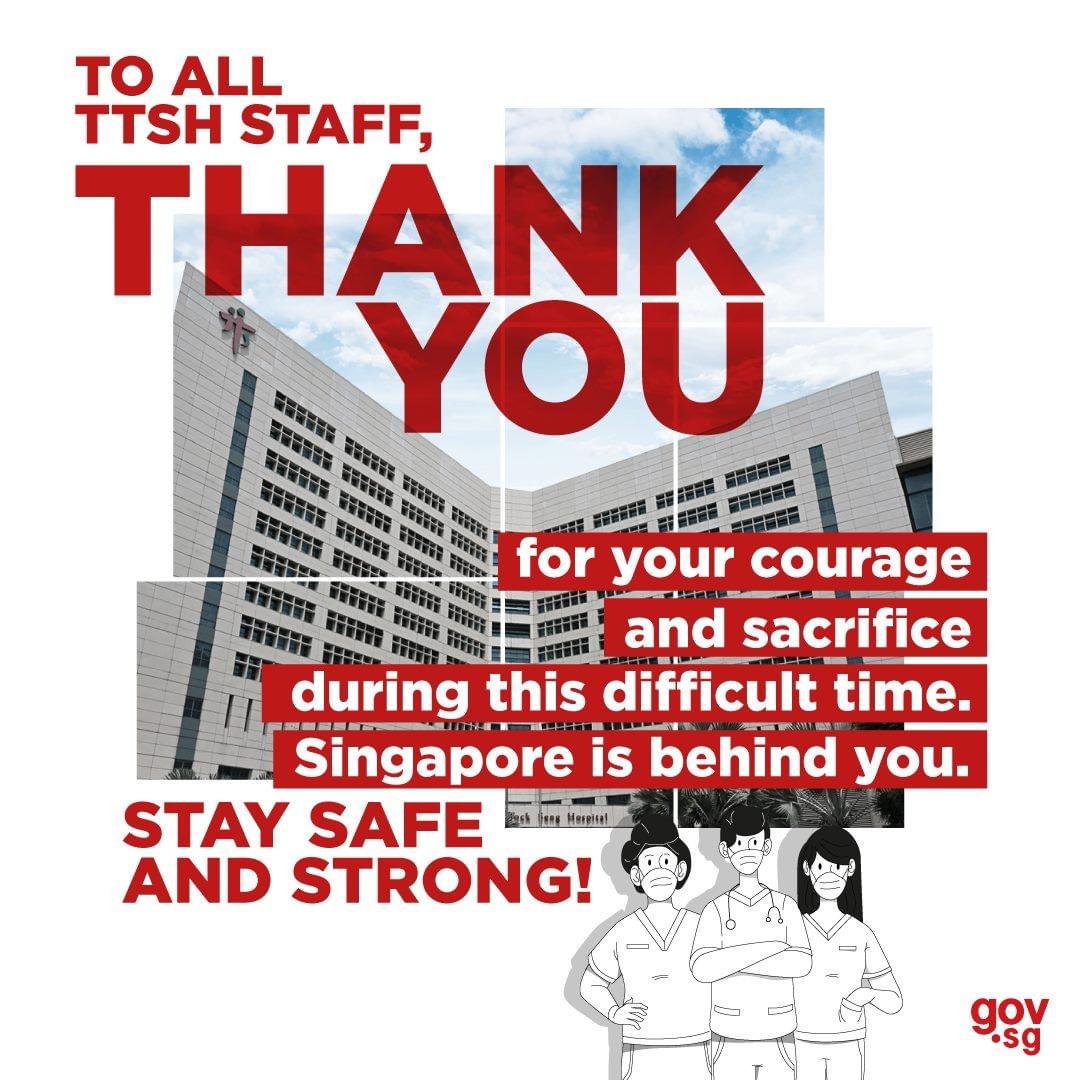 TO ALL
TTSH STAFF,
THANK
YOU
for your courage
and sacrifice
during this difficult time.
Singapore is behind you.
Hospital
STAY SAFE
AND STRONG!
gov
.sg